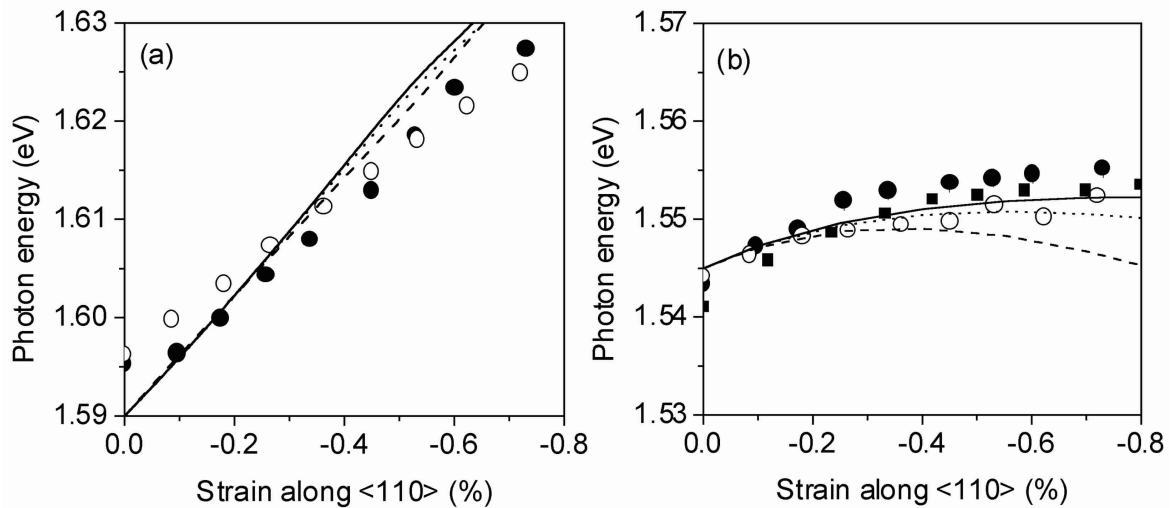 (a)
1.63
1.62
1.61
1.60
1.59
Photon energy (eV)
0.0 -0.2 -0.4 -0.6 -0.8
Strain along <110> (%)
(b)
1.57
1.56
1.55
1.54
1.53
Photon energy (eV)
0.0 -0.2 -0.4 -0.6 -0.8
Strain along <110> (%)